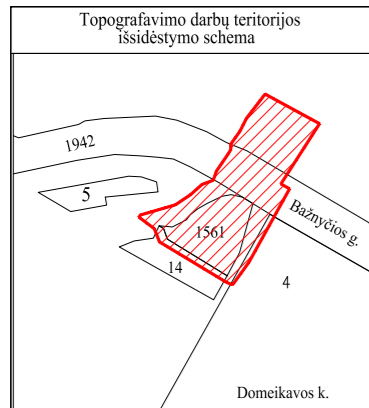 Topografavimo darbų teritorijos
išsidėstymo schema
1942
5
Bažnyčios g.
1561
14
4
Domeikavos k.